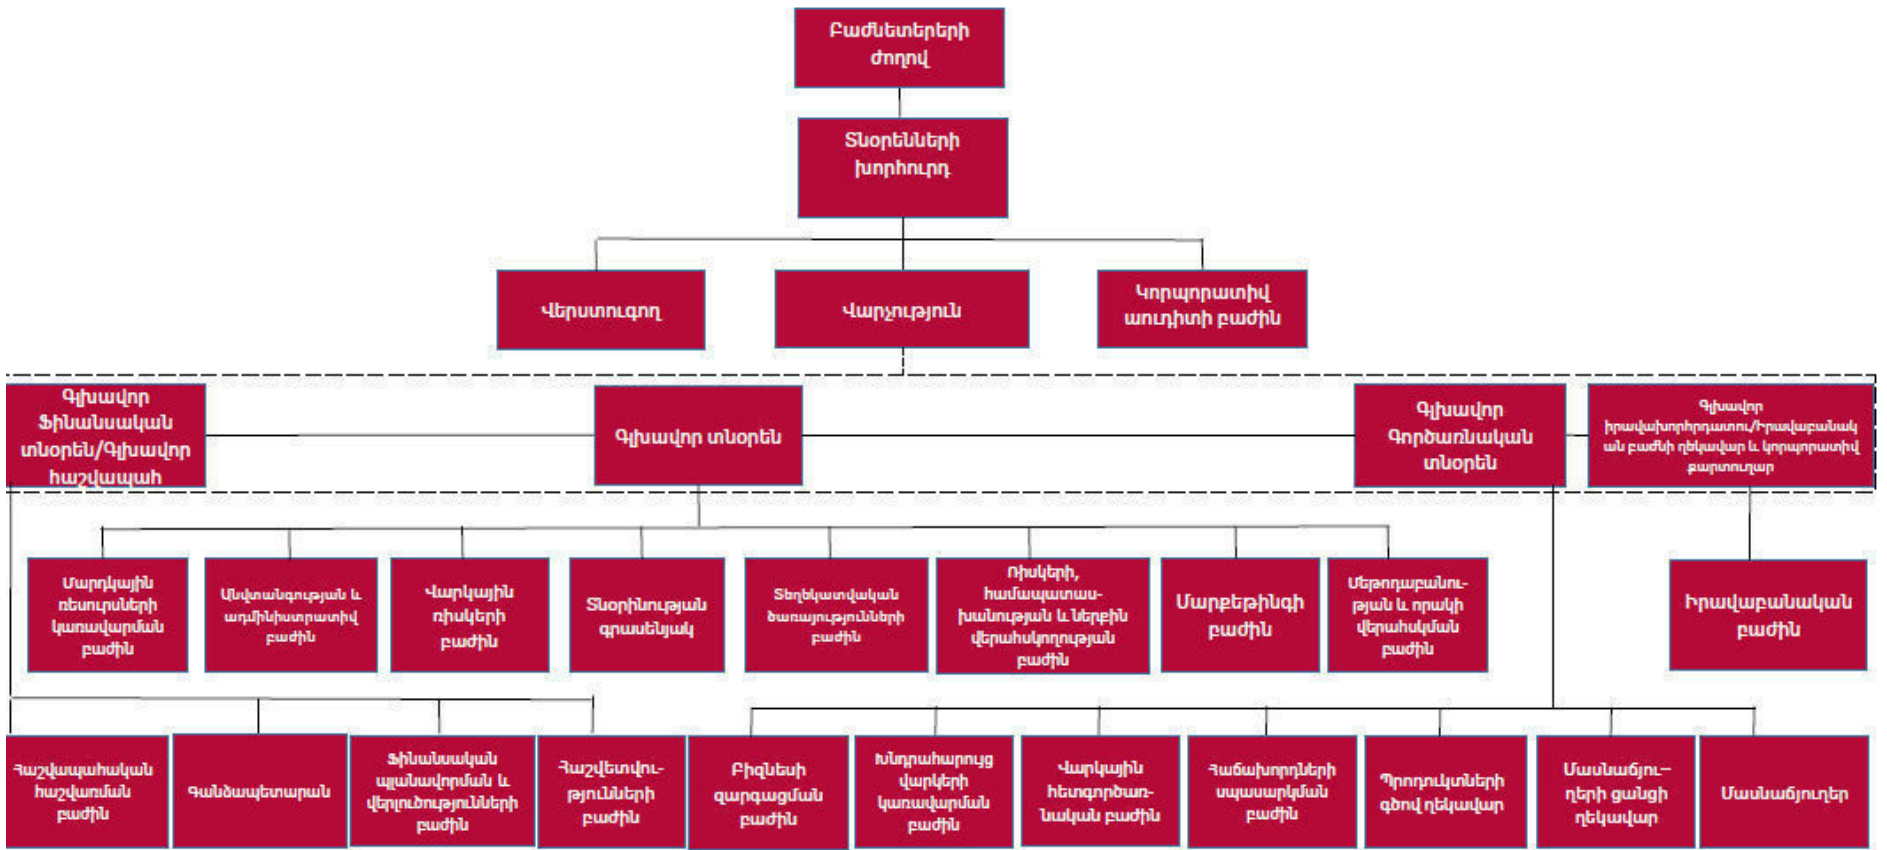 Բաժնետերերի
ժողով
Տնօրենների
խորհուրդ
Վերստուգող
Վարչություն
Կորպորատիվ
աուդիտի բաժին
Գլխավոր
Ֆինանսական
տնօրեն/Գլխավոր
հաշվապահ
Գլխավոր տնօրեն
Գլխավոր
Գործառնական
տնօրեն
Գլխավոր
իրավախորհրդատու/Իրավաբանակ
ան բաժնի ղեկավար և կորպորատիվ
քարտուղար
Մարդկային
ռեսուրսների
կառավարման
բաժին
Անվտանգության և
ադմինիստրատիվ
բաժին
Վարկային
ռիսկերի
բաժին
Տնօրինության
գրասենյակ
Տեղեկատվական
ծառայությունների
բաժին
Ռիսկերի,
համապատաս-
խանության և ներքին
վերահսկողության
բաժին
Մարքեթինգի
բաժին
Մեթոդաբանու-
թյան և որակի
վերահսկման
բաժին
Իրավաբանական
բաժին
Հաշվապահական
հաշվառման
բաժին
Գանձապետարան
Ֆինանսական
պլանավորման և
վերլուծությունների
բաժին
Հաշվետվու-
թյունների
բաժին
Բիզնեսի
զարգացման
բաժին
Խնդրահարույց
վարկերի
կառավարման
բաժին
Վարկային
հետգործառ-
նական բաժին
Հաճախորդների
սպասարկման
բաժին
Պրոդուկտների
գծով ղեկավար
Մասնաճյու–
ղերի ցանցի
ղեկավար
Մասնաճյուղեր